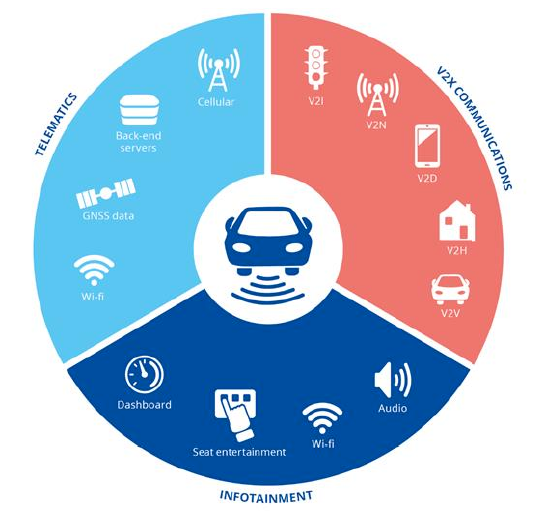 TELEMATICS
Cellular
Back-end
servers
GNSS data
Wi-fi
V2X COMMUNICATIONS
V2I
V2N
V2D
V2H
V2V
Dashboard
Seat entertainment
Wi-fi
Audio
INFOTAINMENT